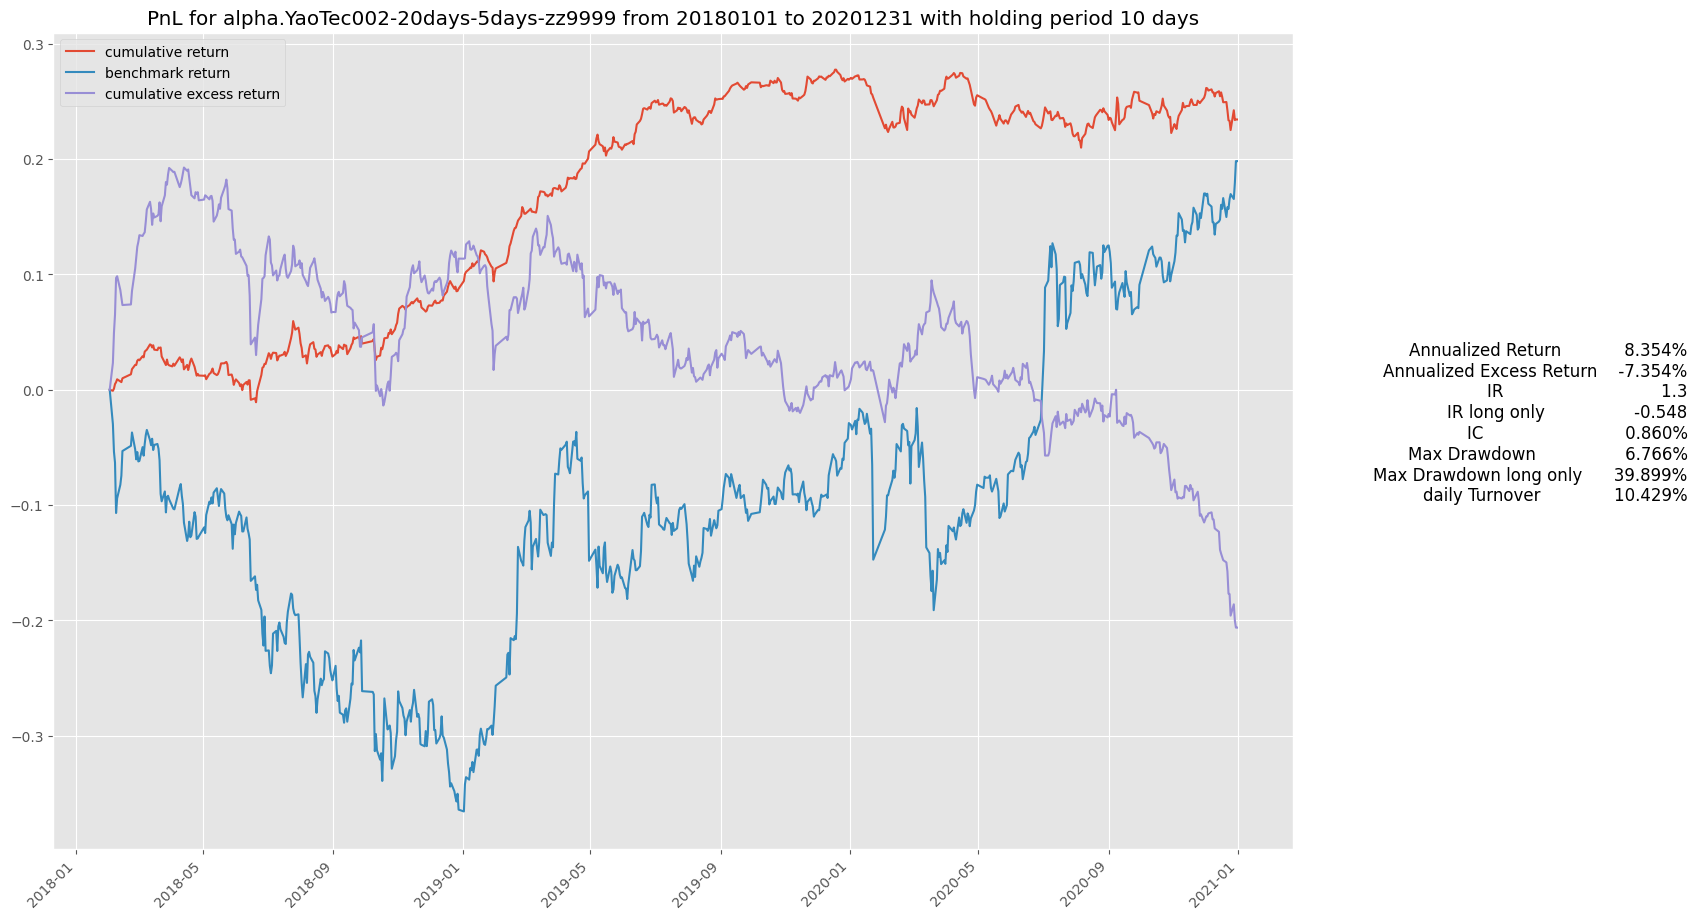 PnL for alpha.YaoTec002-20days-5days-zz9999 from 20180101 to 20201231 with holding period 10 days
cumulative return
benchmark return
cumulative excess return
0.3
0.2
0.1
0.0
−0.1
−0.2
−0.3
2018-01
2018-05
2018-09
2019-01
2019-05
2019-09
2020-01
2020-05
2020-09
2021-01
Annualized Return 8.354%
Annualized Excess Return -7.354%
IR 1.3
IR long only -0.548
IC 0.860%
Max Drawdown 6.766%
Max Drawdown long only 39.899%
daily Turnover 10.429%